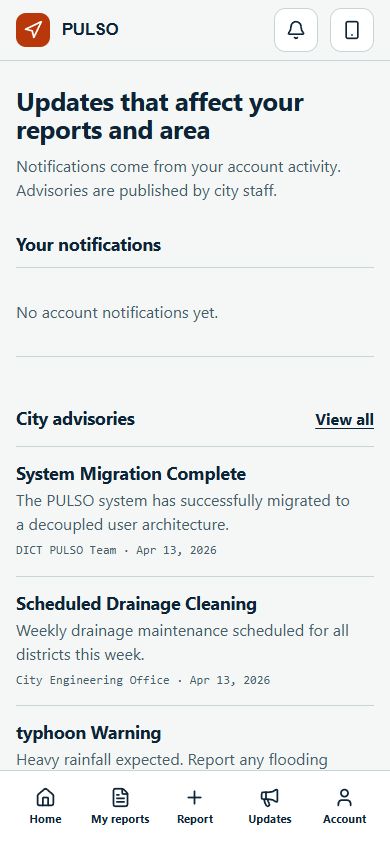 PULSO
Updates that affect your
reports and area
Notifications come from your account activity.
Advisories are published by city staff.
Your notifications
No account notifications yet.
City advisories
View all
System Migration Complete
The PULSO system has successfully migrated to
a decoupled user architecture.
DICT PULSO Team · Apr 13, 2026
Scheduled Drainage Cleaning
Weekly drainage maintenance scheduled for all
districts this week.
City Engineering Office · Apr 13, 2026
typhoon Warning
Heavy rainfall expected. Report any flooding
Home
My reports
Report
Updates
Account